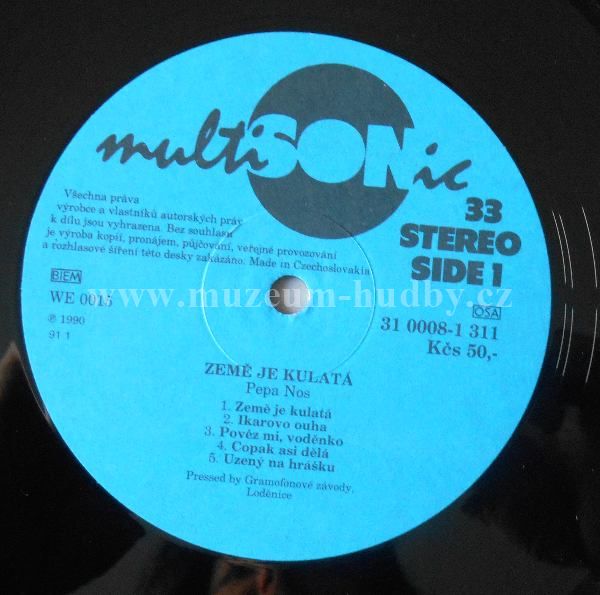 multiSONic
33
STEREO
SIDE 1
Všechna práva
výrobce a vlastníků autorských práv
k dílu jsou vyhrazena. Bez souhlasu
je výroba kopií, pronájem, půjčování, veřejné provozování
a rozhlasové šíření této desky zakázáno. Made in Czechoslovakia
BIEM
WE 0015
℗ 1990
91 1
www.muzeum-hudby.cz
OSA
31 0008-1 311
Kčs 50,-
ZEMĚ JE KULATÁ
Pepa Nos
1. Země je kulatá
2. Ikarovo ouha
3. Pověz mi, voděnko
4. Copak asi dělá
5. Uzený na hrášku
Pressed by Gramofonové závody,
Loděnice